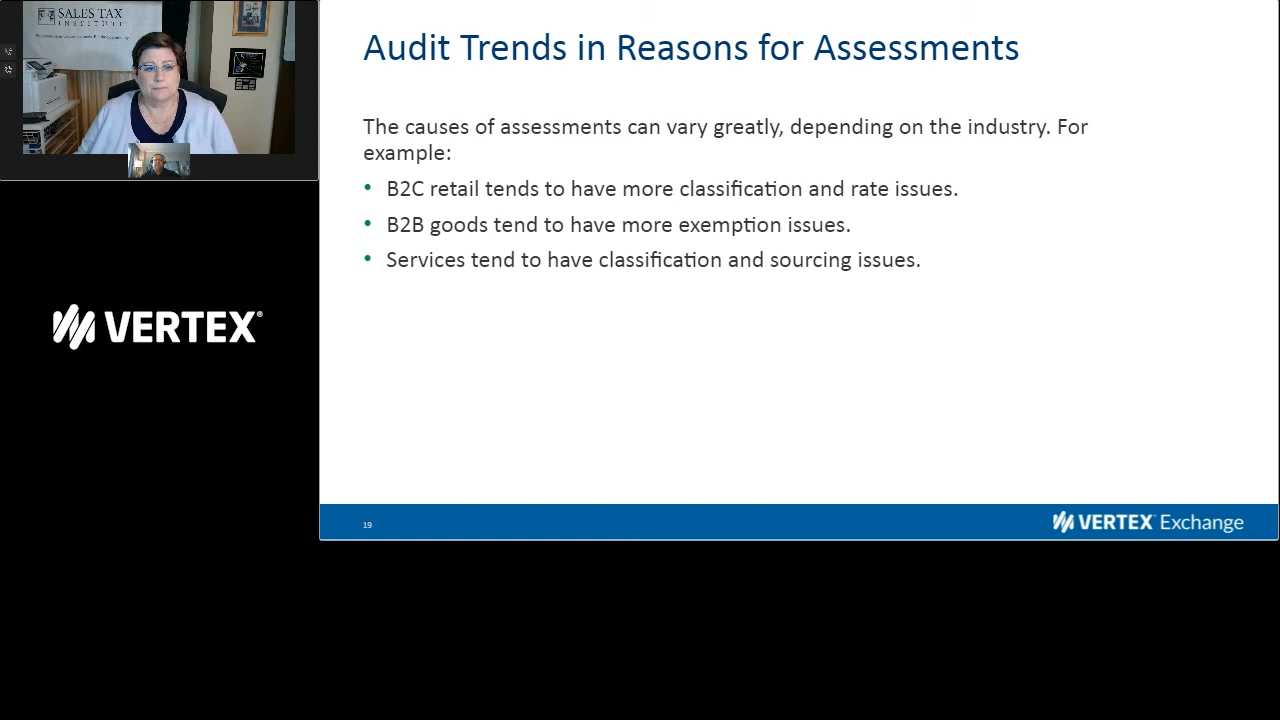 SALES TAX
INSTITUTE
Audit Trends in Reasons for Assessments
The causes of assessments can vary greatly, depending on the industry. For
example:
• B2C retail tends to have more classification and rate issues.
• B2B goods tend to have more exemption issues.
• Services tend to have classification and sourcing issues.
VERTEX®
19
VERTEX Exchange